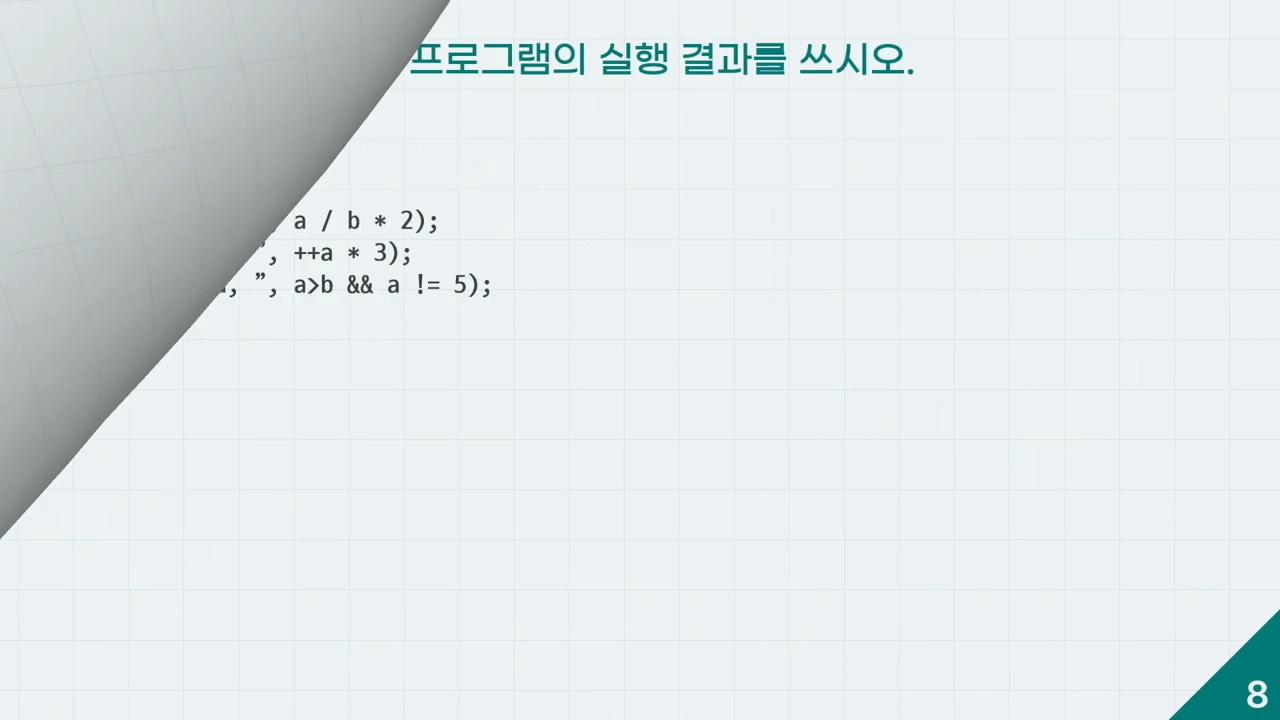 프로그램의 실행 결과를 쓰시오.
a / b * 2);
”, ++a * 3);
, ”, a>b && a != 5);
8